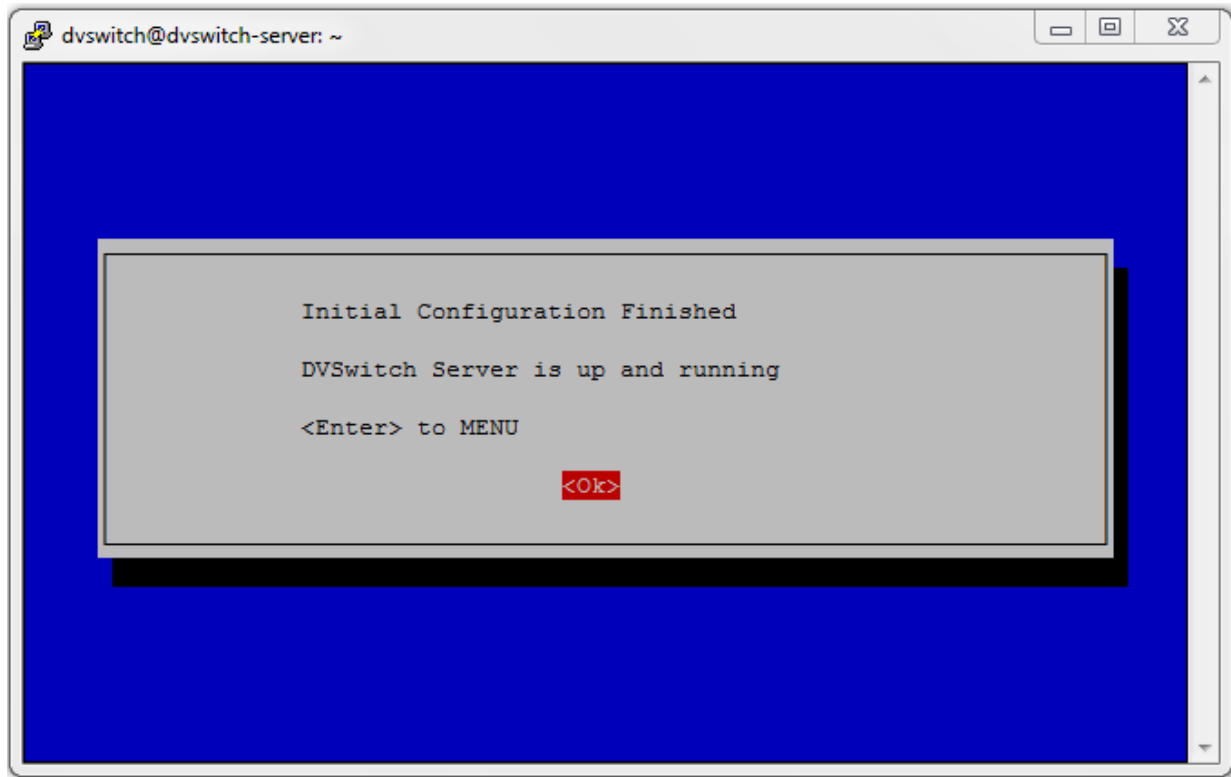 dvswitch@dvswitch-server: ~
Initial Configuration Finished
DVSwitch Server is up and running
<Enter> to MENU
<Ok>